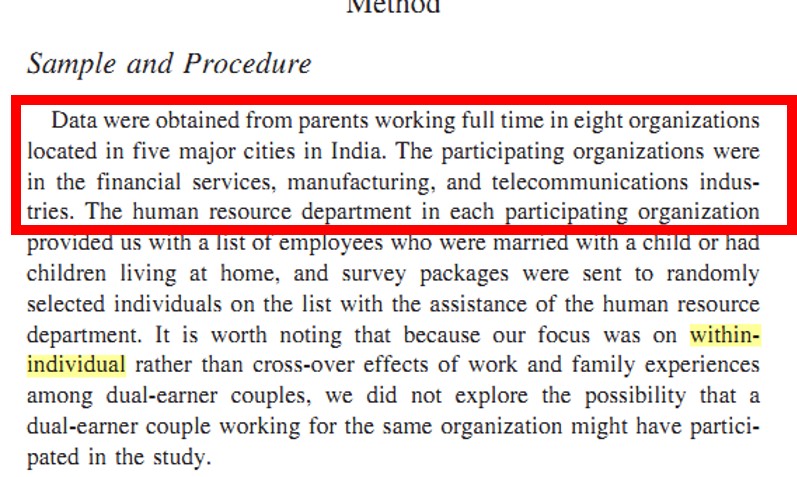 Method
Sample and Procedure
Data were obtained from parents working full time in eight organizations
located in five major cities in India. The participating organizations were
in the financial services, manufacturing, and telecommunications indus-
tries. The human resource department in each participating organization
provided us with a list of employees who were married with a child or had
children living at home, and survey packages were sent to randomly
selected individuals on the list with the assistance of the human resource
department. It is worth noting that because our focus was on within-
individual rather than cross-over effects of work and family experiences
among dual-earner couples, we did not explore the possibility that a
dual-earner couple working for the same organization might have partici-
pated in the study.